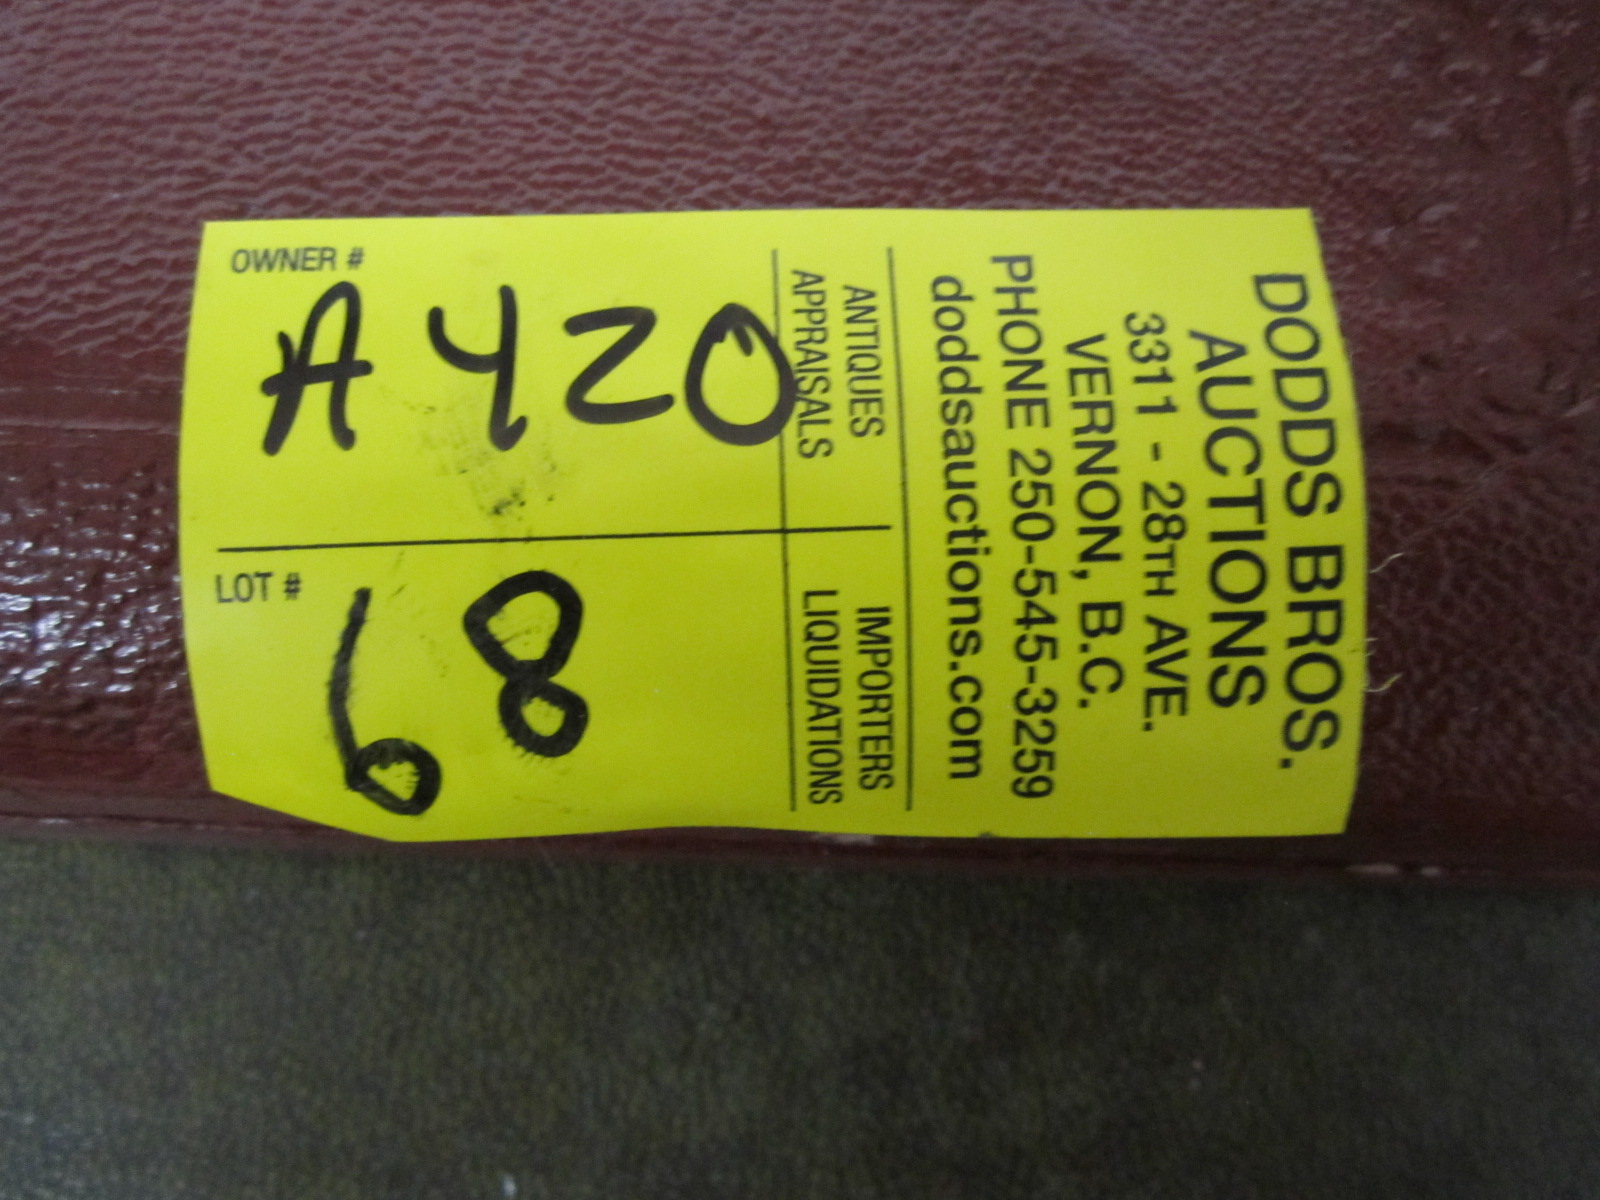 DODDS BROS.
AUCTIONS
3311 - 28TH AVE.
VERNON, B.C.
PHONE 250-545-3259
doddsauctions.com
ANTIQUES IMPORTERS
APPRAISALS LIQUIDATIONS
OWNER #
A420
LOT #
68